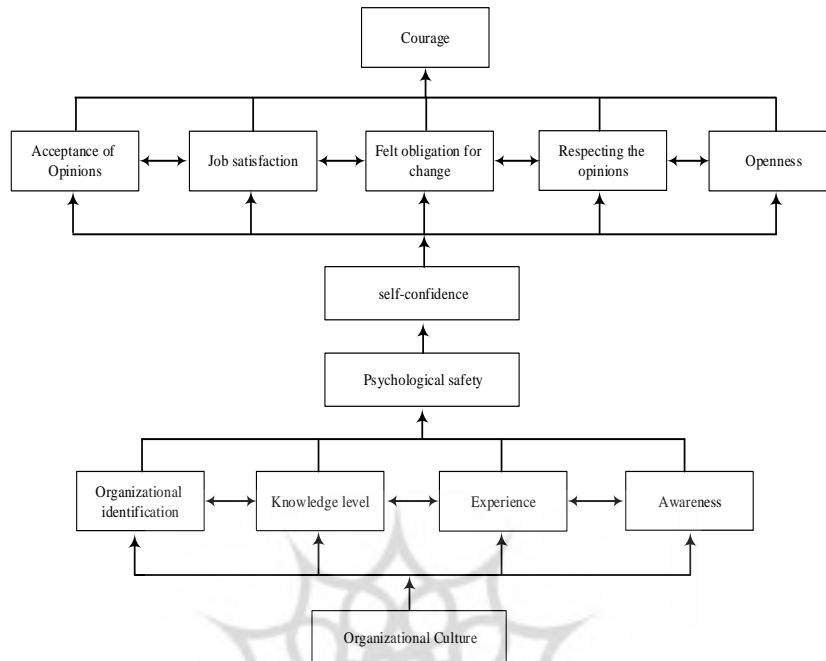 Courage
Acceptance of
Opinions
Job satisfaction
Felt obligation for
change
Respecting the
opinions
Openness
self-confidence
Psychological safety
Organizational
identification
Knowledge level
Experience
Awareness
Organizational Culture